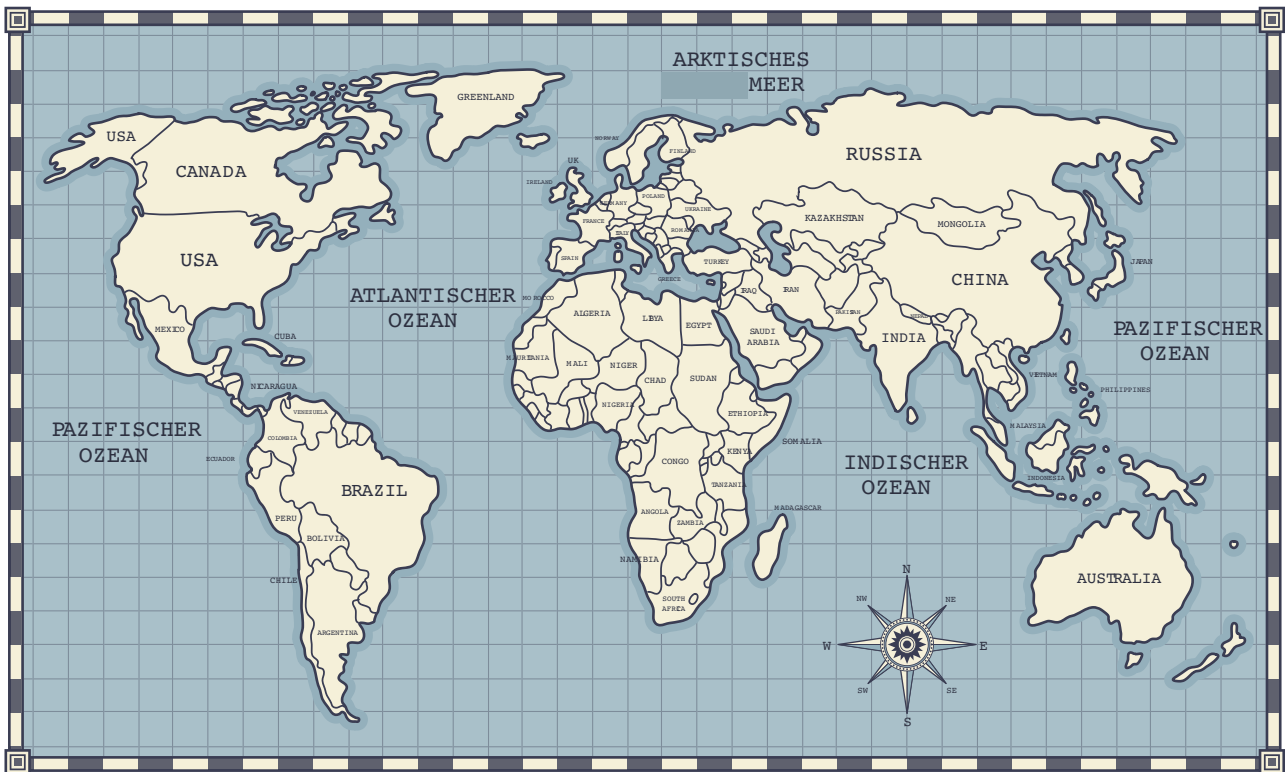 ARKTISCHES
MEER
GREENLAND
USA
CANADA
NORWAY
FINLAND
RUSSIA
UK
IRELAND
GERMANY
POLAND
UKRAINE
FRANCE
ITALY
ROMANIA
KAZAKHSTAN
MONGOLIA
USA
SPAIN
TURKEY
GREECE
CHINA
JAPAN
ATLANTISCHER
OZEAN
MOROCCO
ALGERIA
LIBYA
EGYPT
IRAQ
IRAN
PAKISTAN
NEPAL
INDIA
SAUDI
ARABIA
PAZIFISCHER
OZEAN
MEXICO
CUBA
MAURITANIA
MALI
NIGER
CHAD
SUDAN
VIETNAM
PHILIPPINES
NICARAGUA
VENEZUELA
NIGERIA
ETHIOPIA
MALAYSIA
PAZIFISCHER
OZEAN
COLOMBIA
ECUADOR
CONGO
KENYA
SOMALIA
INDISCHER
OZEAN
INDONESIA
BRAZIL
TANZANIA
PERU
BOLIVIA
ANGOLA
ZAMBIA
MADAGASCAR
CHILE
NAMIBIA
AUSTRALIA
SOUTH
AFRICA
ARGENTINA
N
NW
NE
W
E
SW
SE
S